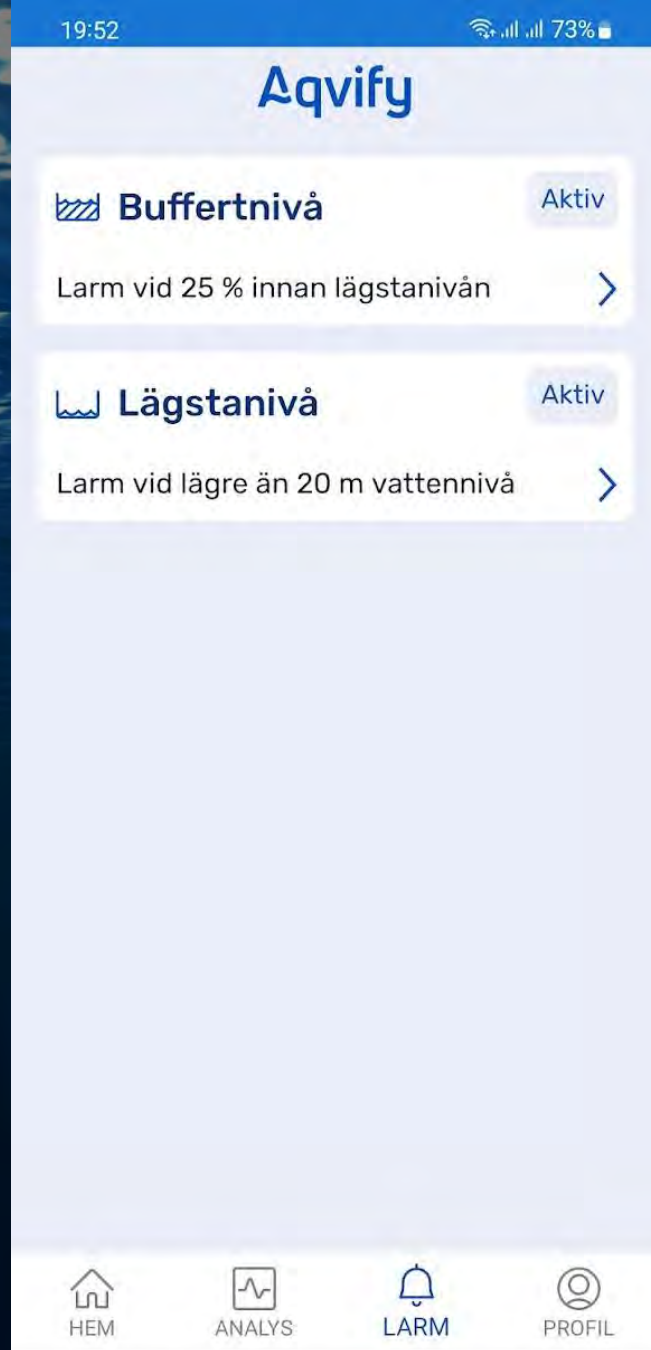 19:52 73%
Aqvify
Buffertnivå Aktiv
Larm vid 25 % innan lägstanivån
Lägstanivå Aktiv
Larm vid lägre än 20 m vattennivå
HEM ANALYS LARM PROFIL